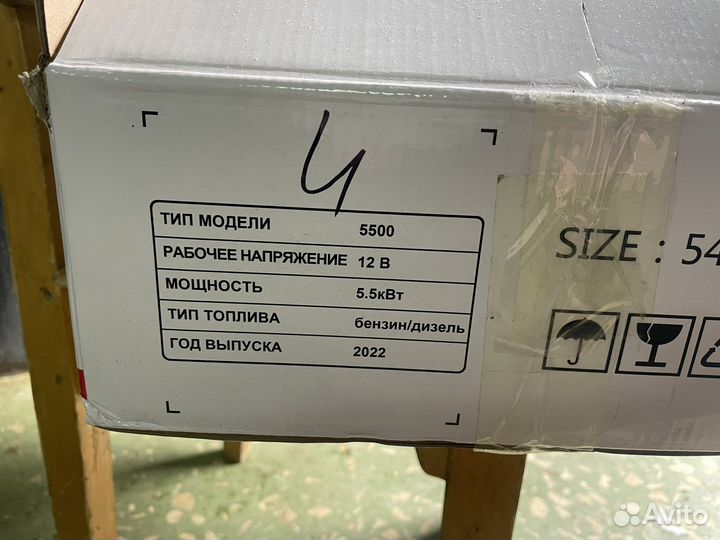 Ч
ТИП МОДЕЛИ 5500
РАБОЧЕЕ НАПРЯЖЕНИЕ 12 В
МОЩНОСТЬ 5.5кВт
ТИП ТОПЛИВА бензин/дизель
ГОД ВЫПУСКА 2022
SIZE : 54
Avito